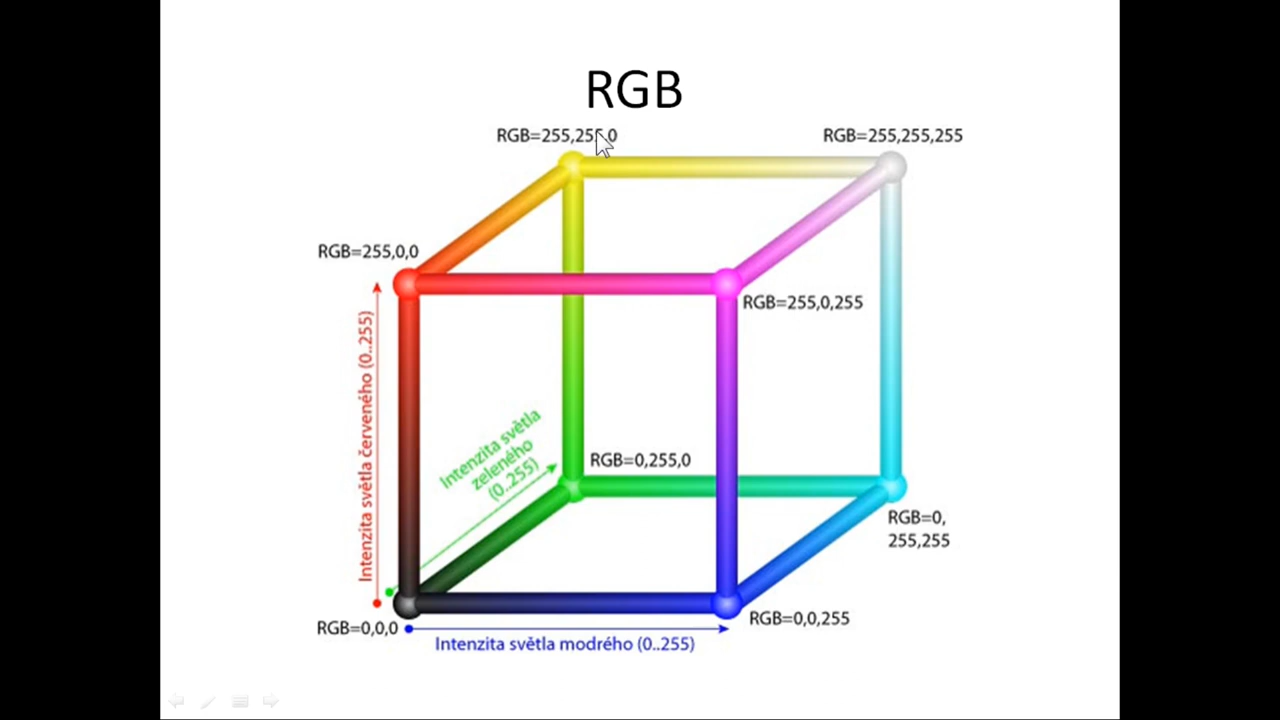 RGB
RGB=255,255,0
RGB=255,255,255
RGB=255,0,0
RGB=255,0,255
Intenzita světla červeného (0..255)
Intenzita světla
zeleného
(0..255)
RGB=0,255,0
RGB=0,
255,255
RGB=0,0,0
RGB=0,0,255
Intenzita světla modrého (0..255)